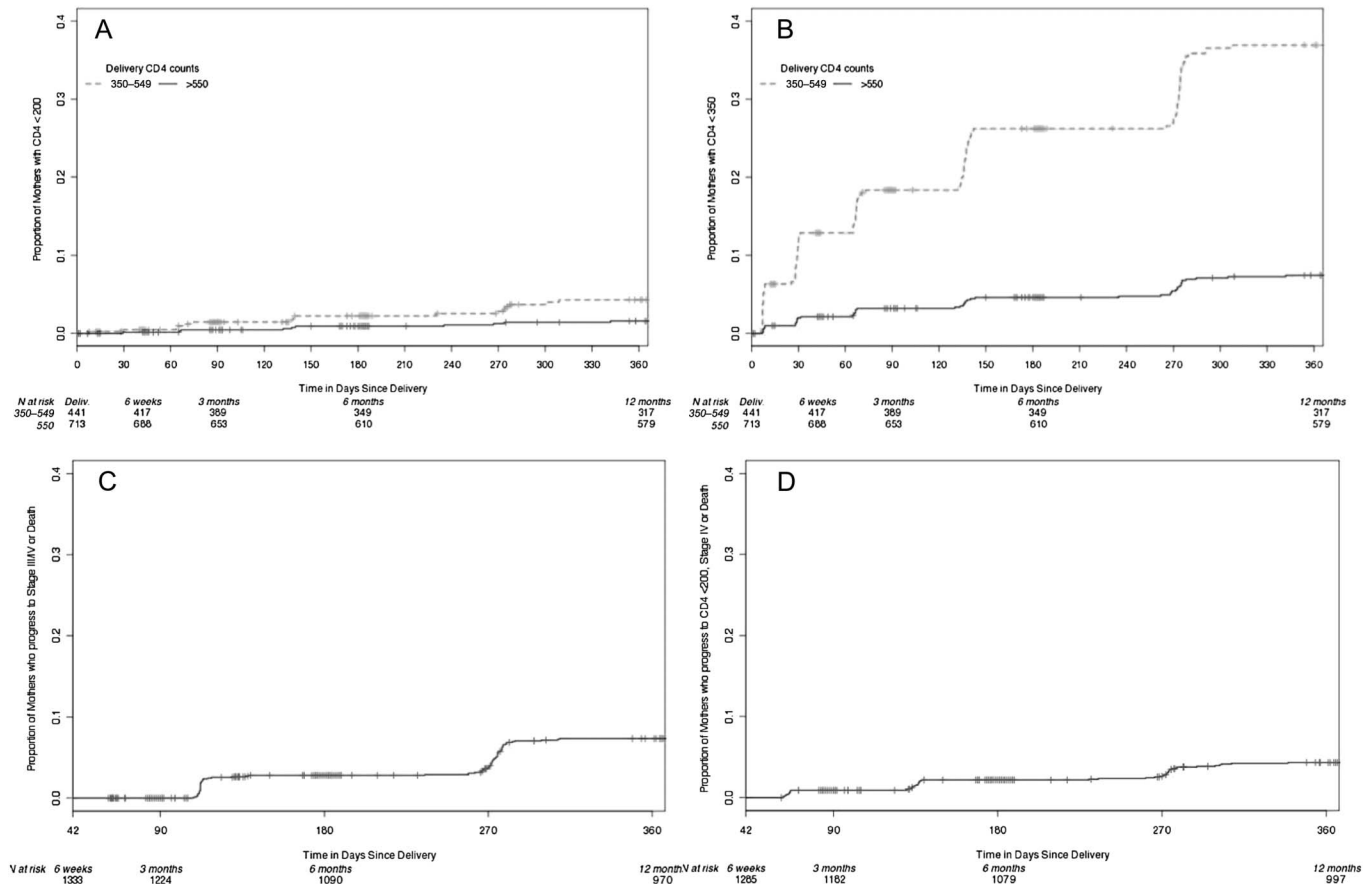 A
Delivery CD4 counts
350–549 >550
Proportion of Mothers with CD4 < 200
0.4
0.3
0.2
0.1
0.0
0 30 60 90 120 150 180 210 240 270 300 330 360
Time in Days Since Delivery
N at risk Deliv. 6 weeks 3 months 6 months 12 months
350–549 441 417 389 349 317
550 713 688 653 610 579
B
Delivery CD4 counts
350–549 >550
Proportion of Mothers with CD4 <350
0.4
0.3
0.2
0.1
0.0
0 30 60 90 120 150 180 210 240 270 300 330 360
Time in Days Since Delivery
N at risk Deliv. 6 weeks 3 months 6 months 12 months
350–549 441 417 389 349 317
550 713 688 653 610 579
C
Proportion of Mothers who progress to Stage III/IV or Death
0.4
0.3
0.2
0.1
0.0
42 90 180 270 360
Time in Days Since Delivery
N at risk 6 weeks 3 months 6 months 12 month
1333 1224 1090 970
D
Proportion of Mothers who progress to CD4 <200, Stage IV or Death
0.4
0.3
0.2
0.1
0.0
42 90 180 270 360
Time in Days Since Delivery
N at risk 6 weeks 3 months 6 months 12 months
1285 1182 1079 997